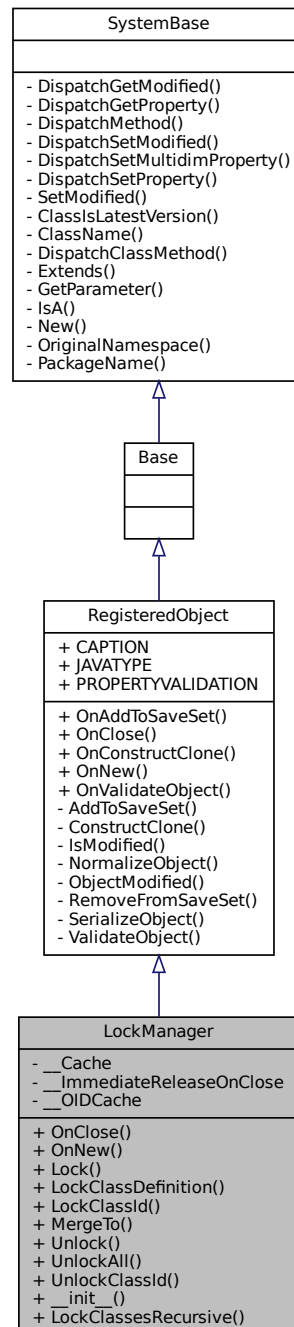 SystemBase
- DispatchGetModified()
- DispatchGetProperty()
- DispatchMethod()
- DispatchSetModified()
- DispatchSetMultidimProperty()
- DispatchSetProperty()
- SetModified()
- ClassIsLatestVersion()
- ClassName()
- DispatchClassMethod()
- Extends()
- GetParameter()
- IsA()
- New()
- OriginalNamespace()
- PackageName()
Base
RegisteredObject
+ CAPTION
+ JAVATYPE
+ PROPERTYVALIDATION
+ OnAddToSaveSet()
+ OnClose()
+ OnConstructClone()
+ OnNew()
+ OnValidateObject()
- AddToSaveSet()
- ConstructClone()
- IsModified()
- NormalizeObject()
- ObjectModified()
- RemoveFromSaveSet()
- SerializeObject()
- ValidateObject()
LockManager
- __Cache
- __ImmediateReleaseOnClose
- __OIDCache
+ OnClose()
+ OnNew()
+ Lock()
+ LockClassDefinition()
+ LockClassId()
+ MergeTo()
+ Unlock()
+ UnlockAll()
+ UnlockClassId()
+ __init__()
+ LockClassesRecursive()